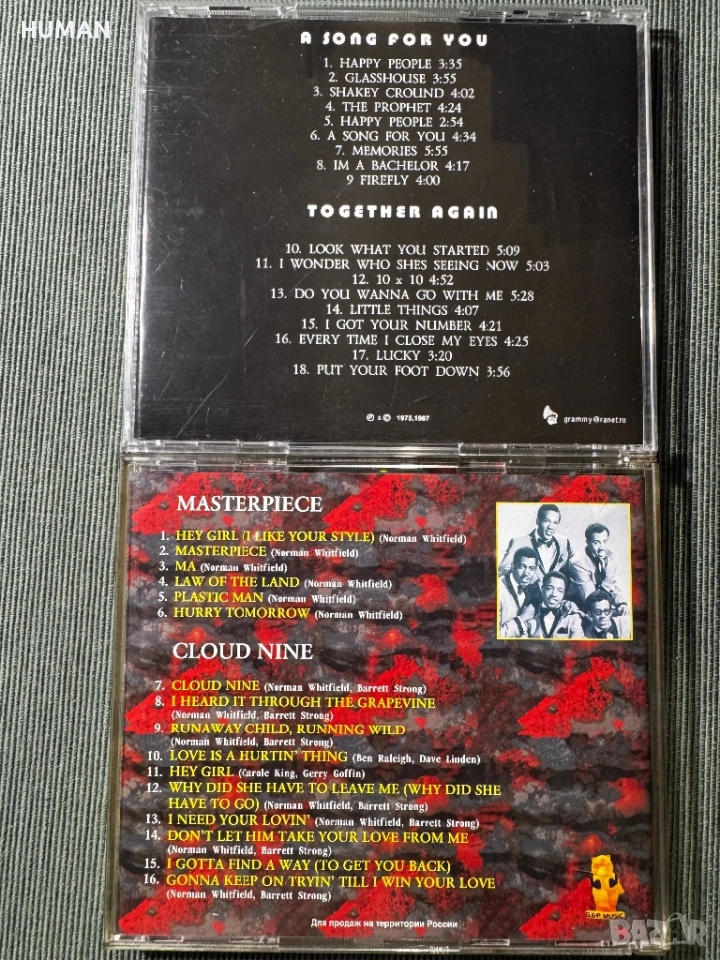 HUMAN
A SONG FOR YOU
1. HAPPY PEOPLE 3:35
2. GLASSHOUSE 3:55
3. SHAKEY CROUND 4:02
4. THE PROPHET 4:24
5. HAPPY PEOPLE 2:54
6. A SONG FOR YOU 4:34
7. MEMORIES 5:55
8. IM A BACHELOR 4:17
9 FIREFLY 4:00
TOGETHER AGAIN
10. LOOK WHAT YOU STARTED 5:09
11. I WONDER WHO SHES SEEING NOW 5:03
12. 10 x 10 4:52
13. DO YOU WANNA GO WITH ME 5:28
14. LITTLE THINGS 4:07
15. I GOT YOUR NUMBER 4:21
16. EVERY TIME I CLOSE MY EYES 4:25
17. LUCKY 3:20
18. PUT YOUR FOOT DOWN 3:56
℗ & © 1975,1987
grammy@ranet.ru
MASTERPIECE
1. HEY GIRL (I LIKE YOUR STYLE) (Norman Whitfield)
2. MASTERPIECE (Norman Whitfield)
3. MA (Norman Whitfield)
4. LAW OF THE LAND (Norman Whitfield)
5. PLASTIC MAN (Norman Whitfield)
6. HURRY TOMORROW (Norman Whitfield)
CLOUD NINE
7. CLOUD NINE (Norman Whitfield, Barrett Strong)
8. I HEARD IT THROUGH THE GRAPEVINE
(Norman Whitfield, Barrett Strong)
9. RUNAWAY CHILD, RUNNING WILD
(Norman Whitfield, Barrett Strong)
10. LOVE IS A HURTIN' THING (Ben Raleigh, Dave Linden)
11. HEY GIRL (Carole King, Gerry Goffin)
12. WHY DID SHE HAVE TO LEAVE ME (WHY DID SHE
HAVE TO GO) (Norman Whitfield, Barrett Strong)
13. I NEED YOUR LOVIN' (Norman Whitfield, Barrett Strong)
14. DON'T LET HIM TAKE YOUR LOVE FROM ME
(Norman Whitfield, Barrett Strong)
15. I GOTTA FIND A WAY (TO GET YOU BACK)
16. GONNA KEEP ON TRYIN' TILL I WIN YOUR LOVE
(Norman Whitfield, Barrett Strong)
G&P MUSIC
Для продаж на территории России
BAZAR